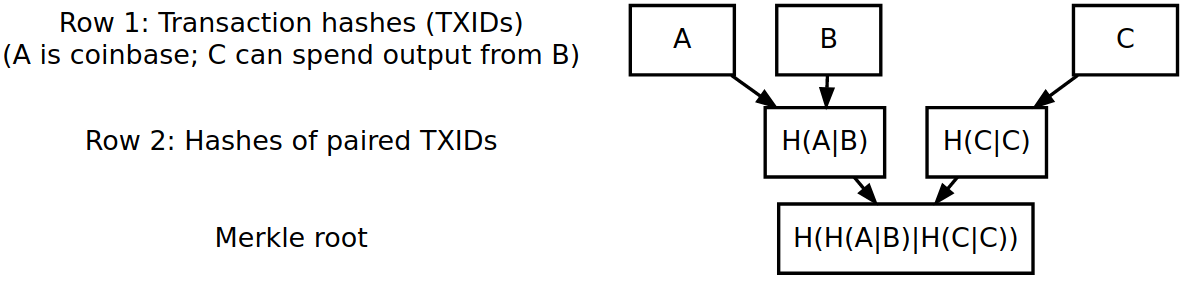 Row 1: Transaction hashes (TXIDs)
(A is coinbase; C can spend output from B)
A
B
C
Row 2: Hashes of paired TXIDs
H(A|B)
H(C|C)
Merkle root
H(H(A|B)|H(C|C))